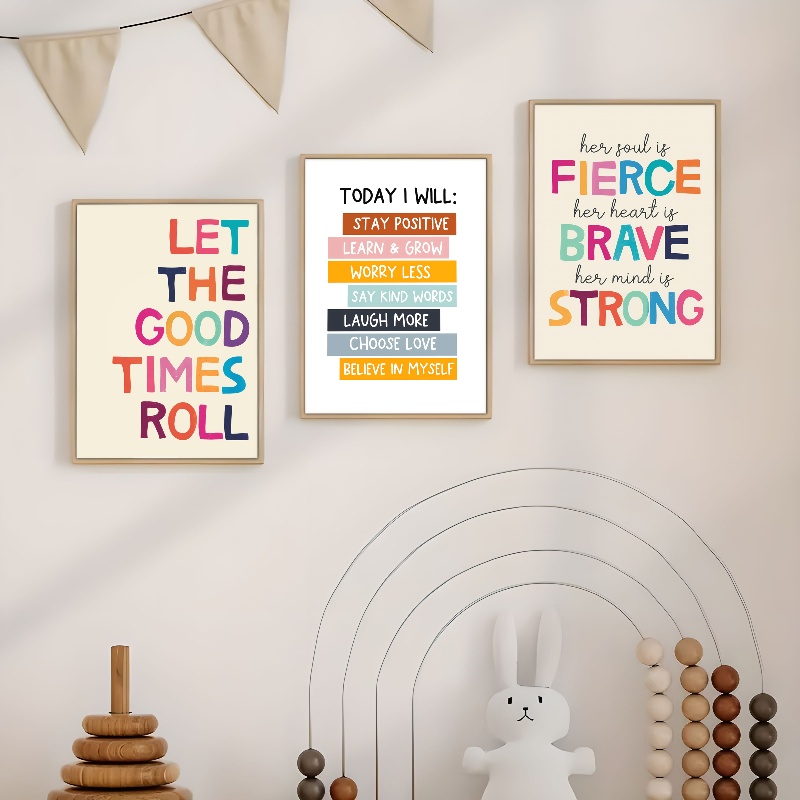 LET
THE
GOOD
TIMES
ROLL
TODAY I WILL:
STAY POSITIVE
LEARN & GROW
WORRY LESS
SAY KIND WORDS
LAUGH MORE
CHOOSE LOVE
BELIEVE IN MYSELF
her soul is
FIERCE
her heart is
BRAVE
her mind is
STRONG